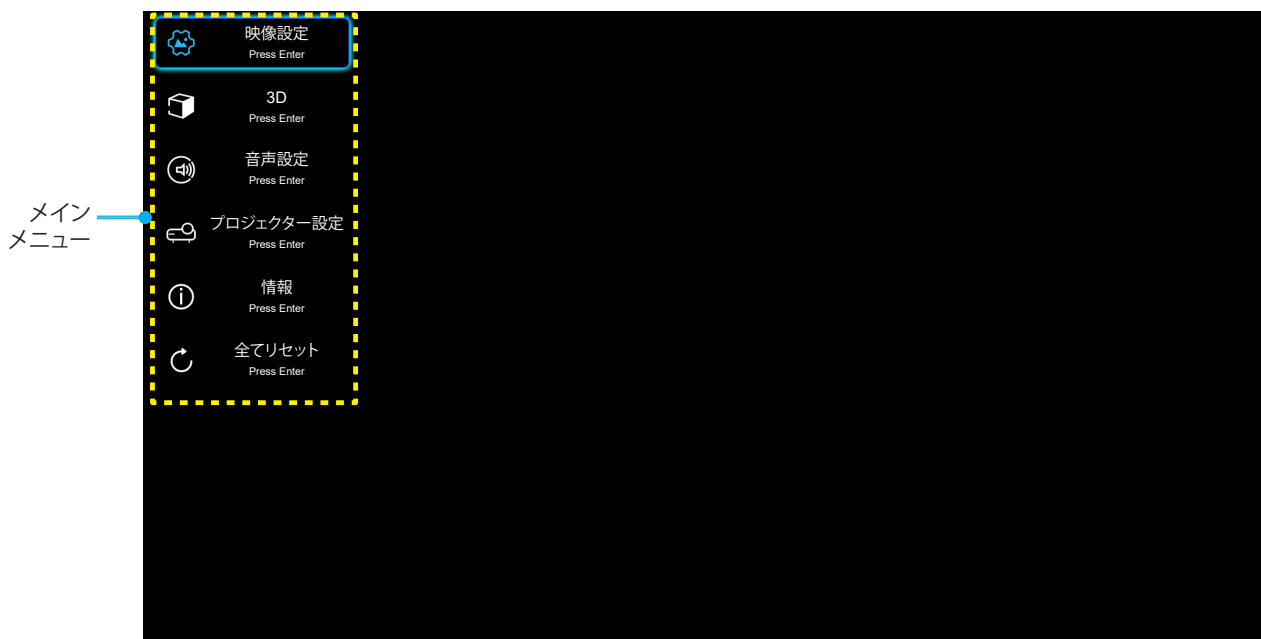 映像設定
Press Enter
3D
Press Enter
音声設定
Press Enter
メイン
メニュー
プロジェクター設定
Press Enter
情報
Press Enter
全てリセット
Press Enter